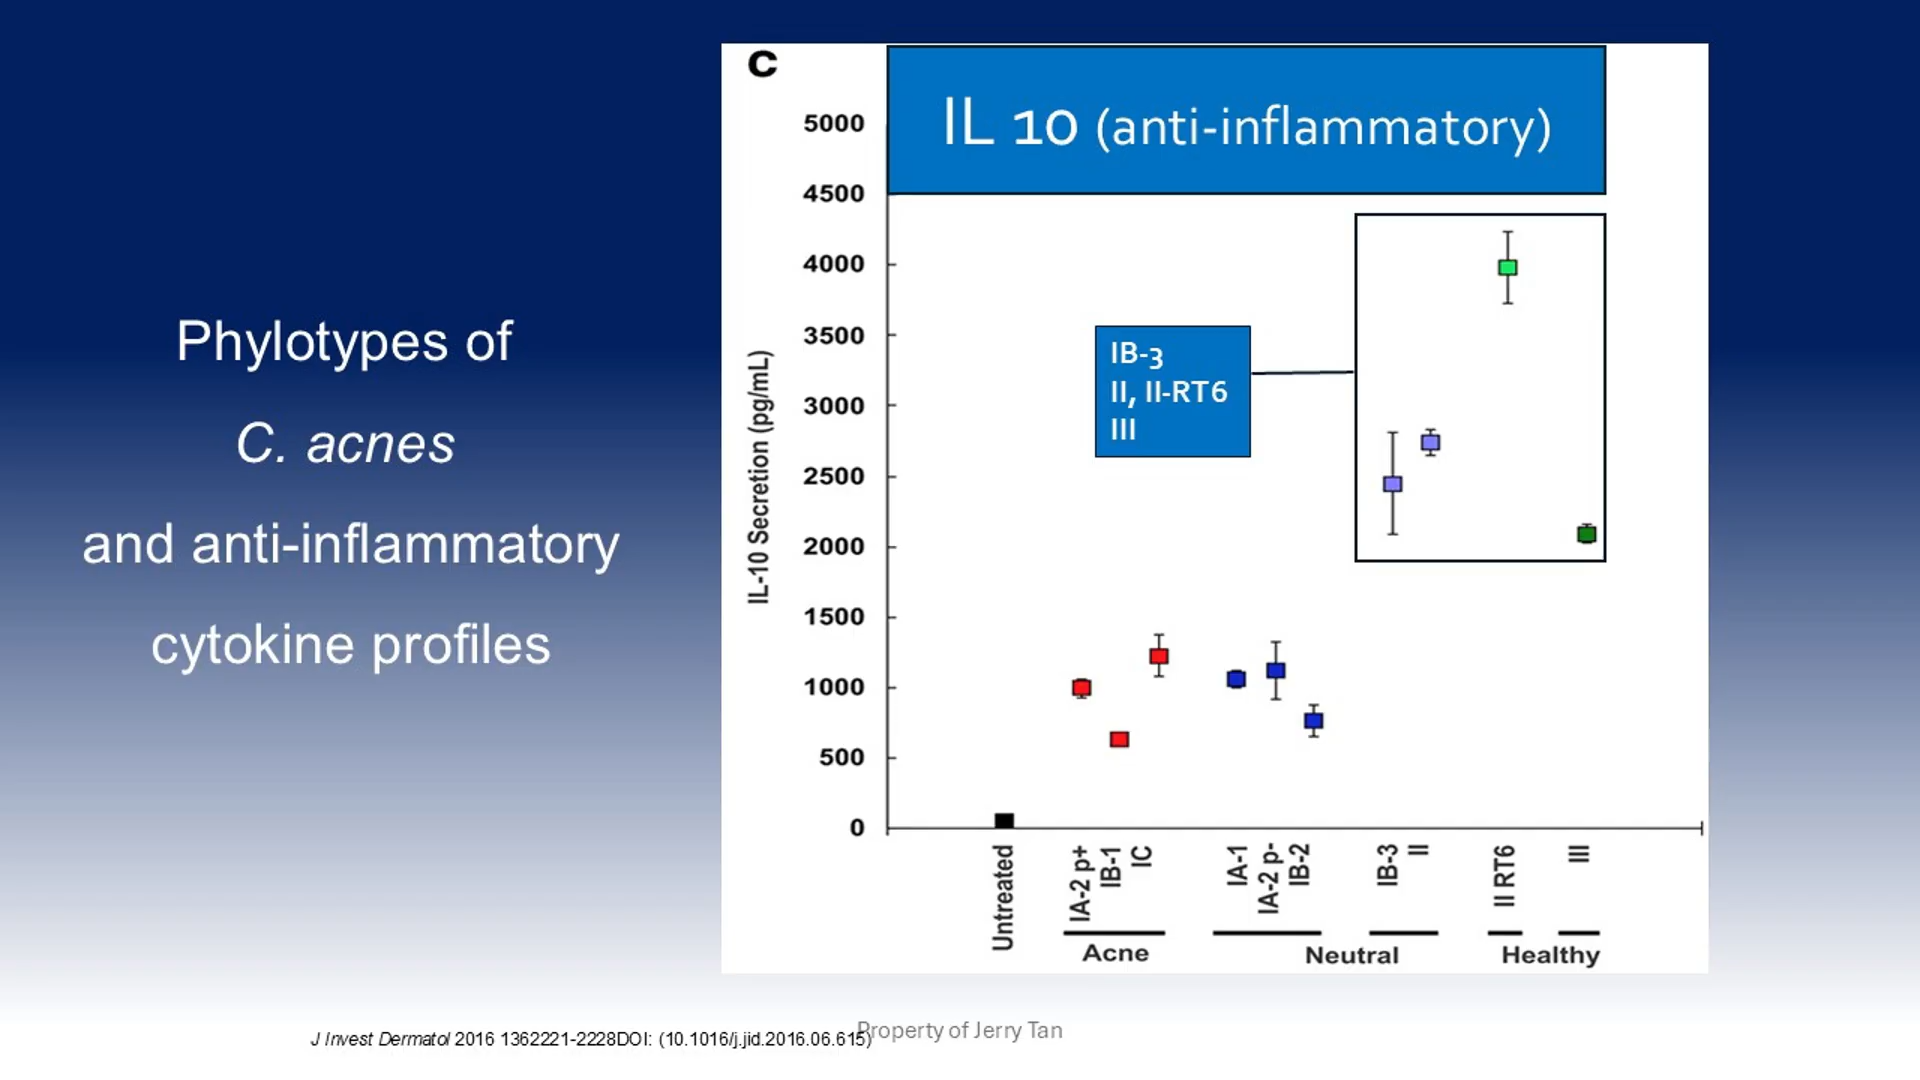 Phylotypes of
C. acnes
and anti-inflammatory
cytokine profiles
C
IL 10 (anti-inflammatory)
5000
4500
4000
3500
3000
2500
2000
1500
1000
500
0
IL-10 Secretion (pg/mL)
IB-3
II, II-RT6
III
Untreated
IA-2 p+
IB-1
IC
IA-1
IA-2 p-
IB-2
IB-3
II
II RT6
III
Acne
Neutral
Healthy
J Invest Dermatol 2016 1362221-2228DOI: (10.1016/j.jid.2016.06.615)
Property of Jerry Tan